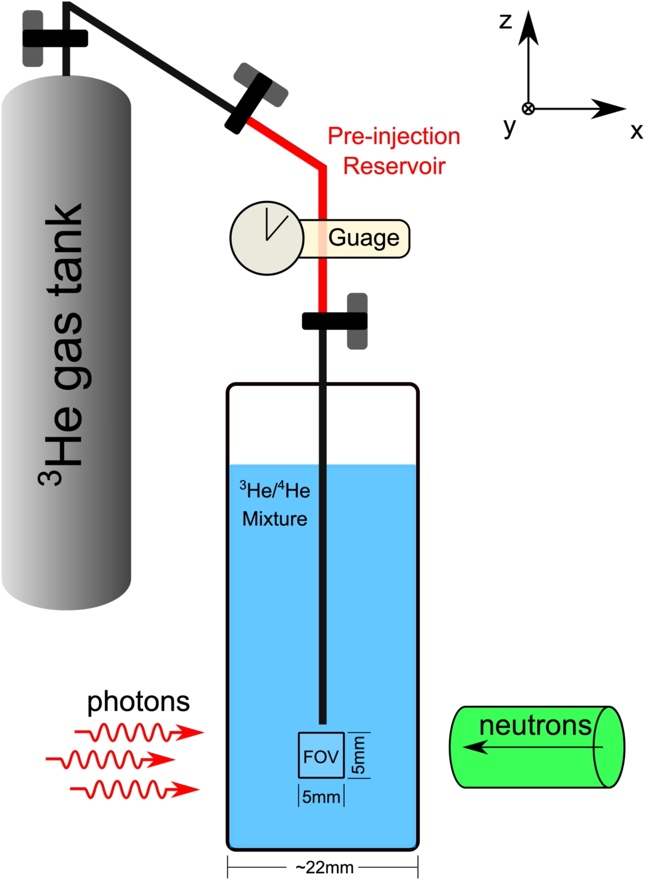 z
y
x
Pre-injection
Reservoir
Guage
³He gas tank
³He/⁴He
Mixture
photons
neutrons
FOV
5mm
5mm
~22mm